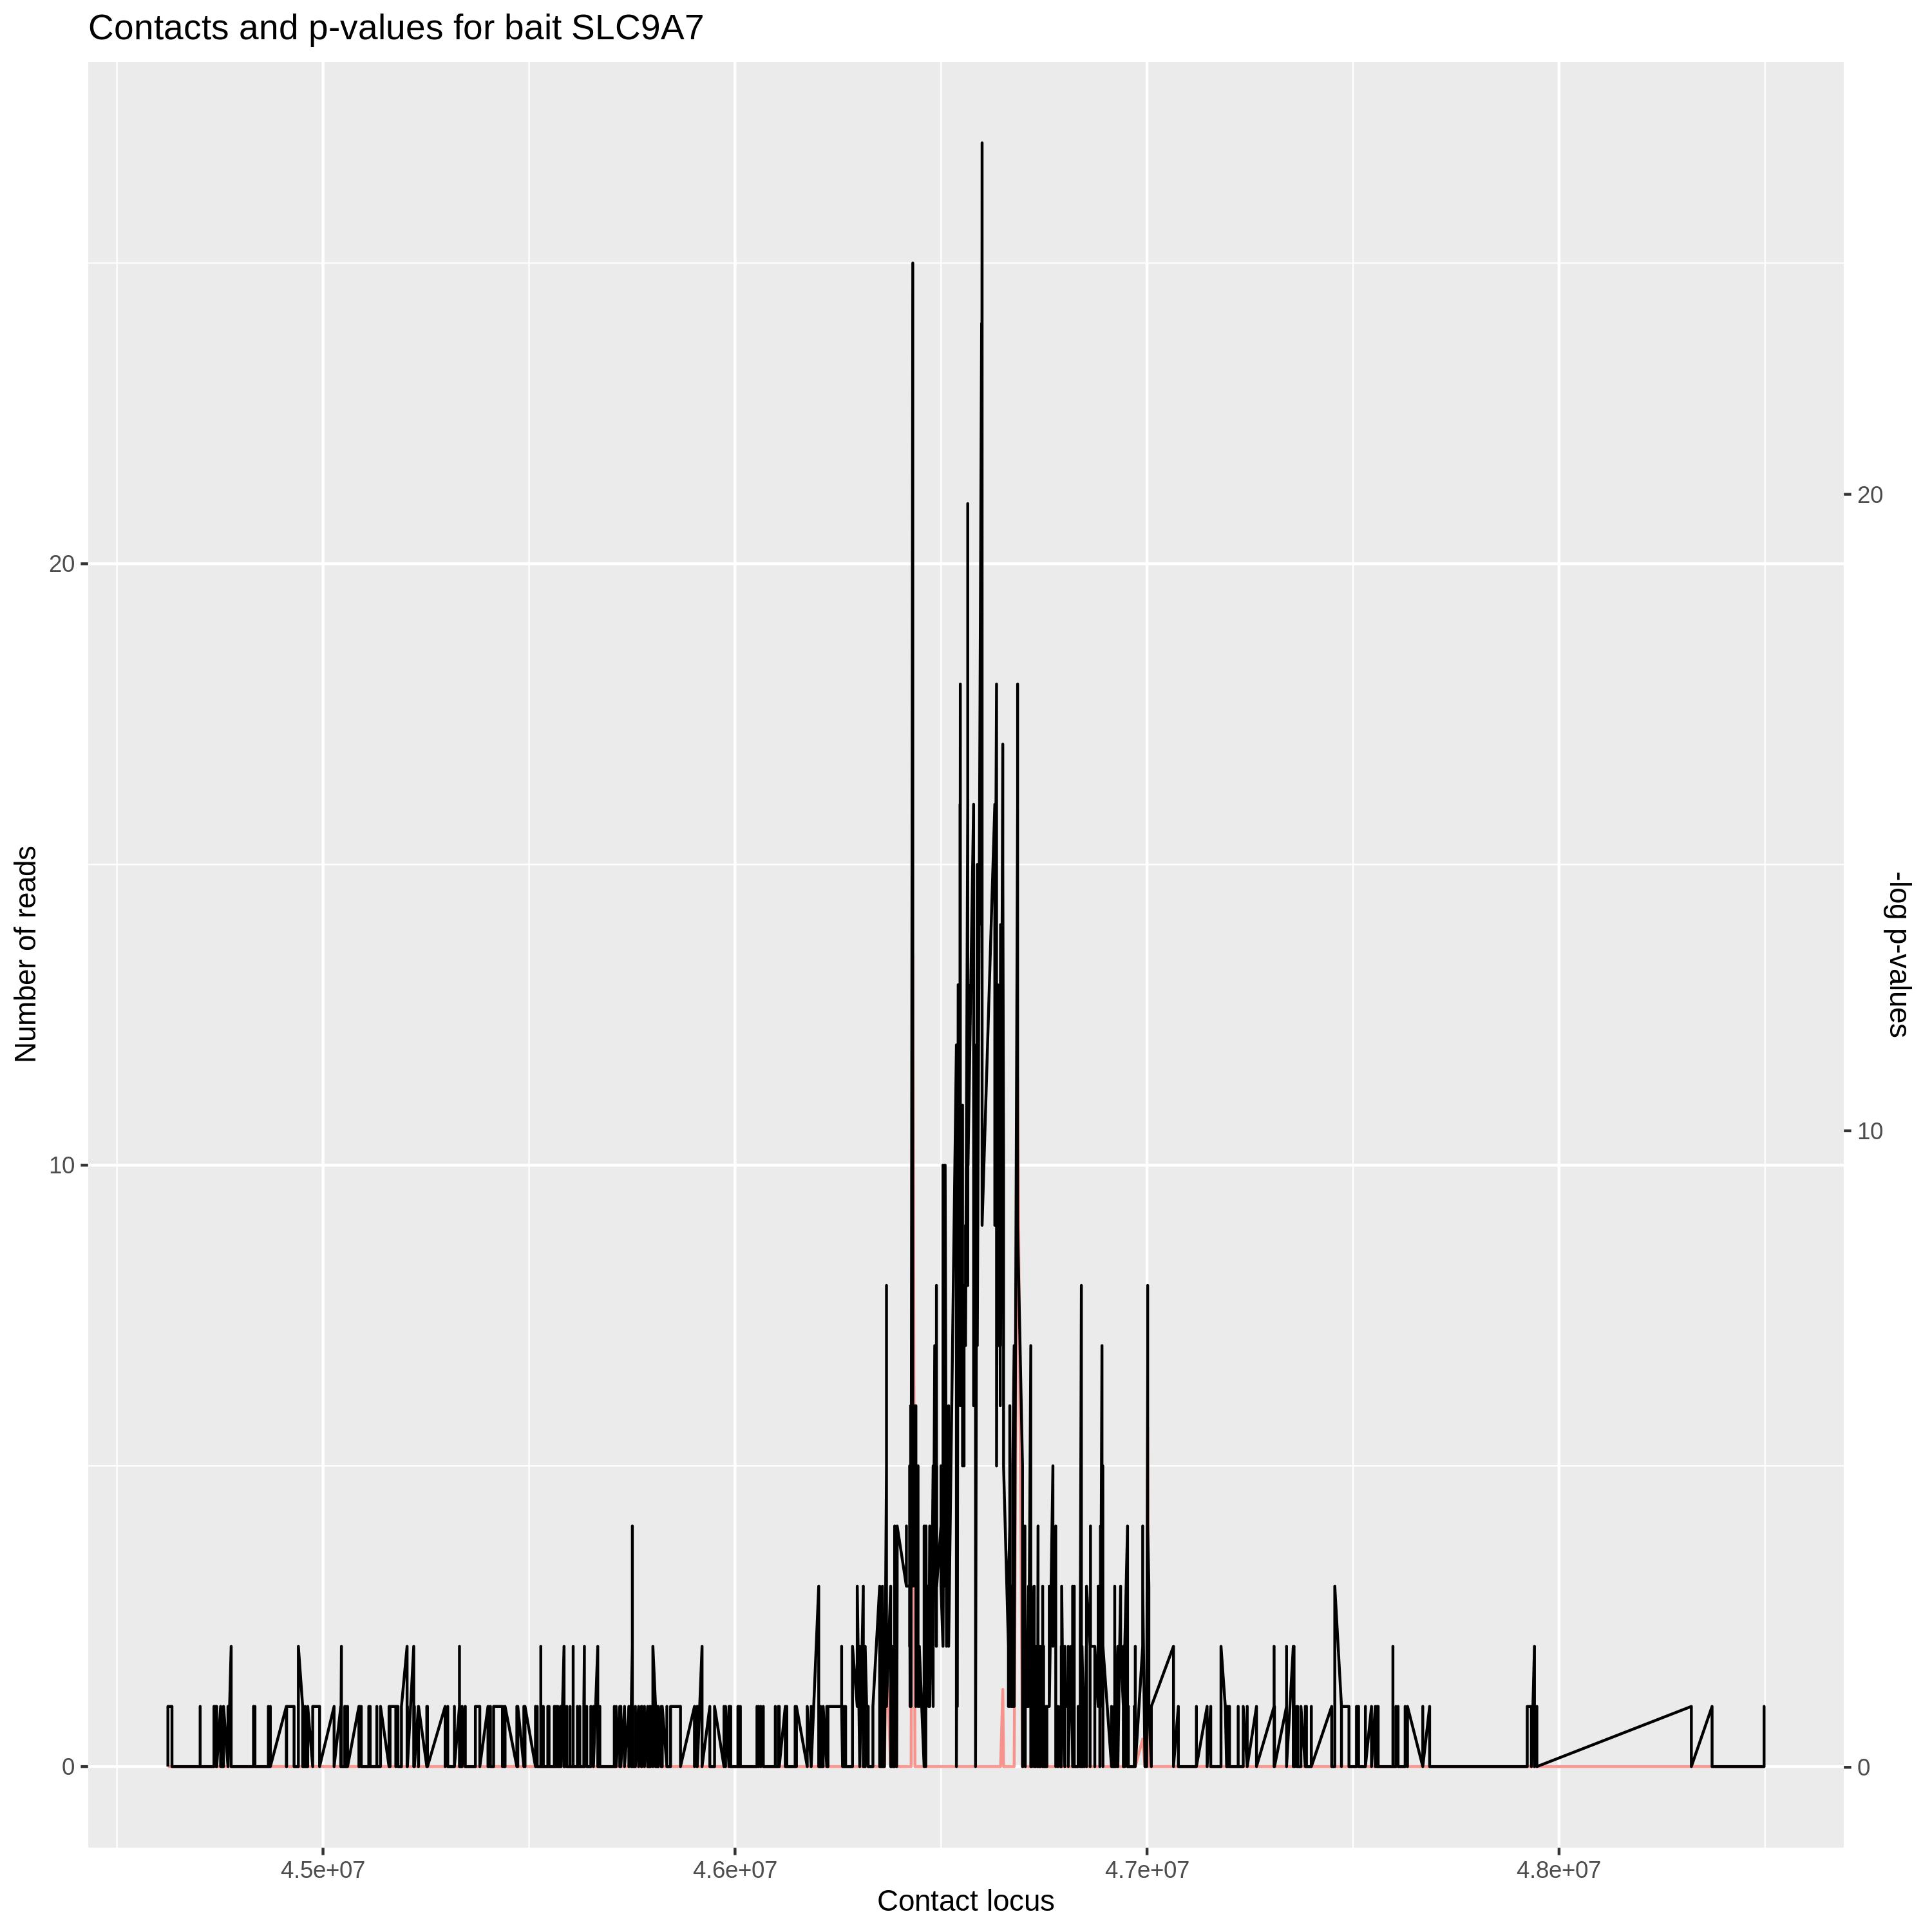 Contacts and p-values for bait SLC9A7
Number of reads
20
10
0
20
10
0
-log p-values
4.5e+07
4.6e+07
4.7e+07
4.8e+07
Contact locus